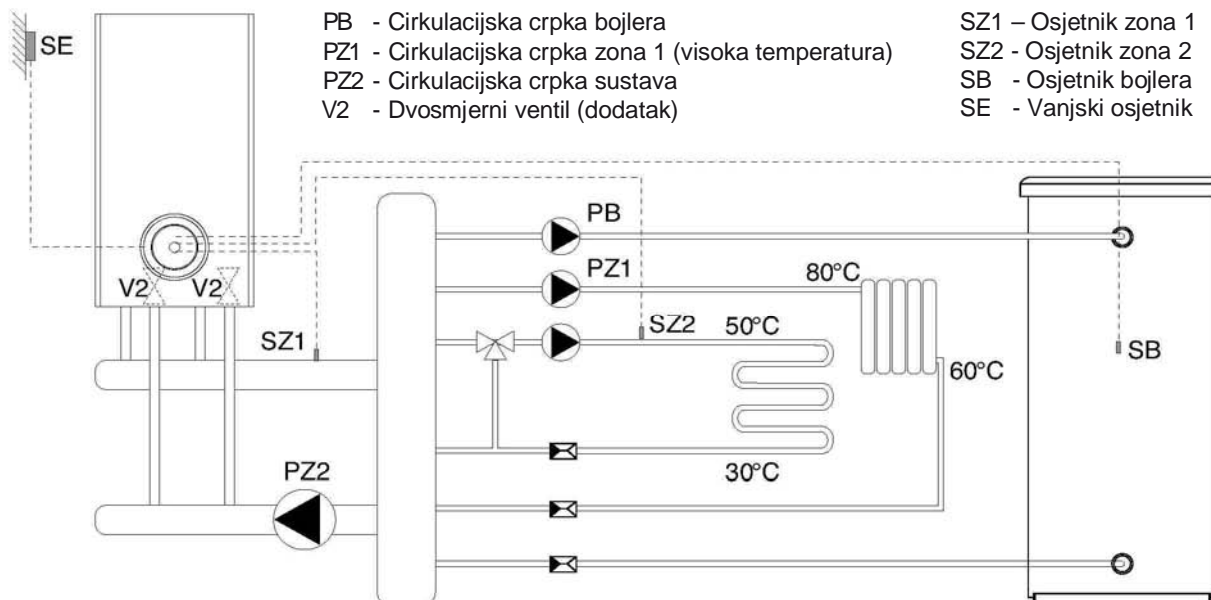 PB - Cirkulacijska crpka bojlera
PZ1 - Cirkulacijska crpka zona 1 (visoka temperatura)
PZ2 - Cirkulacijska crpka sustava
V2 - Dvosmjerni ventil (dodatak)
SZ1 – Osjetnik zona 1
SZ2 - Osjetnik zona 2
SB - Osjetnik bojlera
SE - Vanjski osjetnik
SE
PB
PZ1
80°C
V2
V2
SZ1
SZ2
50°C
SB
60°C
30°C
PZ2